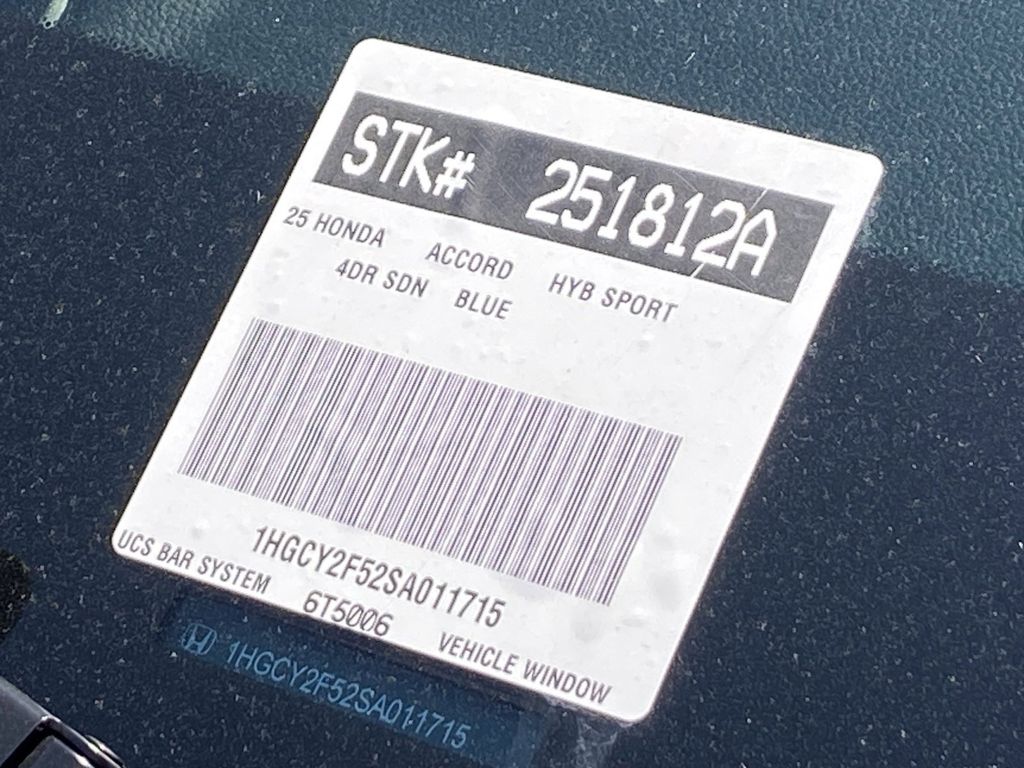 STK# 251812A
25 HONDA ACCORD HYB SPORT
4DR SDN BLUE
1HGCY2F52SA011715
UCS BAR SYSTEM 6T5006 VEHICLE WINDOW
1HGCY2F52SA011715